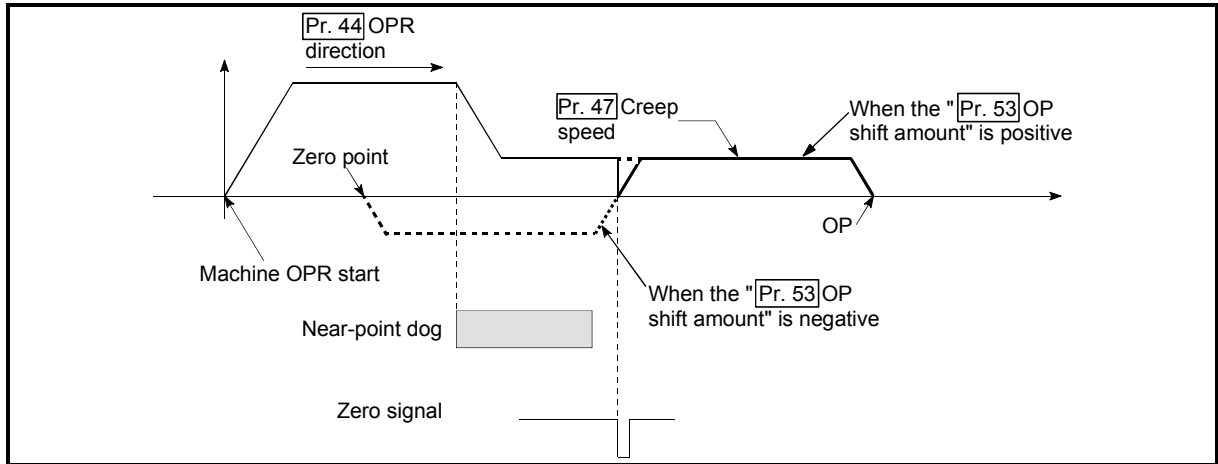 Pr. 44 OPR
direction
Pr. 47 Creep
speed
When the " Pr. 53 OP
shift amount" is positive
Zero point
OP
Machine OPR start
When the " Pr. 53 OP
shift amount" is negative
Near-point dog
Zero signal